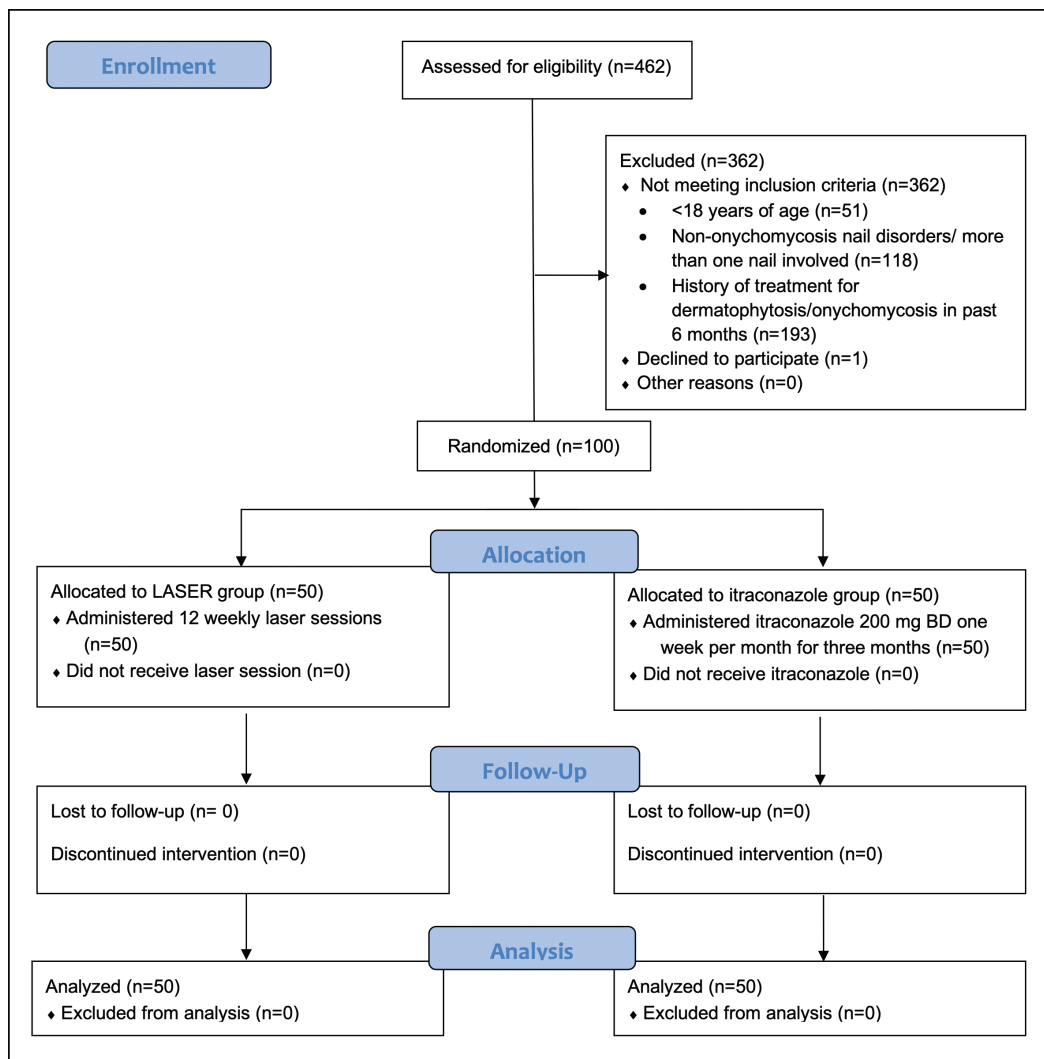 Enrollment
Assessed for eligibility (n=462)
Excluded (n=362)
♦ Not meeting inclusion criteria (n=362)
• <18 years of age (n=51)
• Non-onychomycosis nail disorders/ more
than one nail involved (n=118)
• History of treatment for
dermatophytosis/onychomycosis in past
6 months (n=193)
♦ Declined to participate (n=1)
♦ Other reasons (n=0)
Randomized (n=100)
Allocation
Allocated to LASER group (n=50)
♦ Administered 12 weekly laser sessions
(n=50)
♦ Did not receive laser session (n=0)
Allocated to itraconazole group (n=50)
♦ Administered itraconazole 200 mg BD one
week per month for three months (n=50)
♦ Did not receive itraconazole (n=0)
Follow-Up
Lost to follow-up (n= 0)
Discontinued intervention (n=0)
Lost to follow-up (n=0)
Discontinued intervention (n=0)
Analysis
Analyzed (n=50)
♦ Excluded from analysis (n=0)
Analyzed (n=50)
♦ Excluded from analysis (n=0)